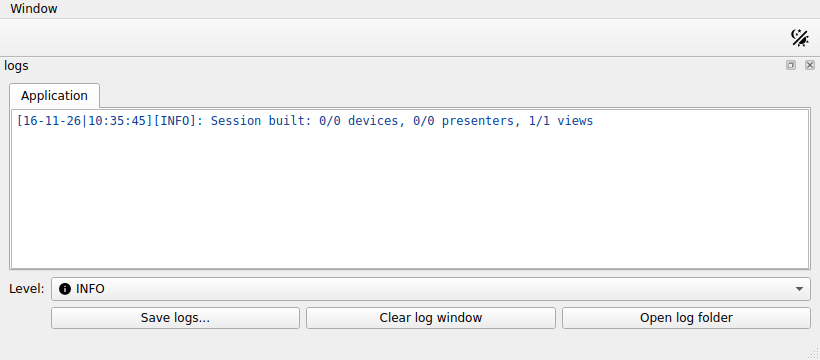 Window
logs
Application
[16-11-26|10:35:45][INFO]: Session built: 0/0 devices, 0/0 presenters, 1/1 views
Level: INFO
Save logs... Clear log window Open log folder